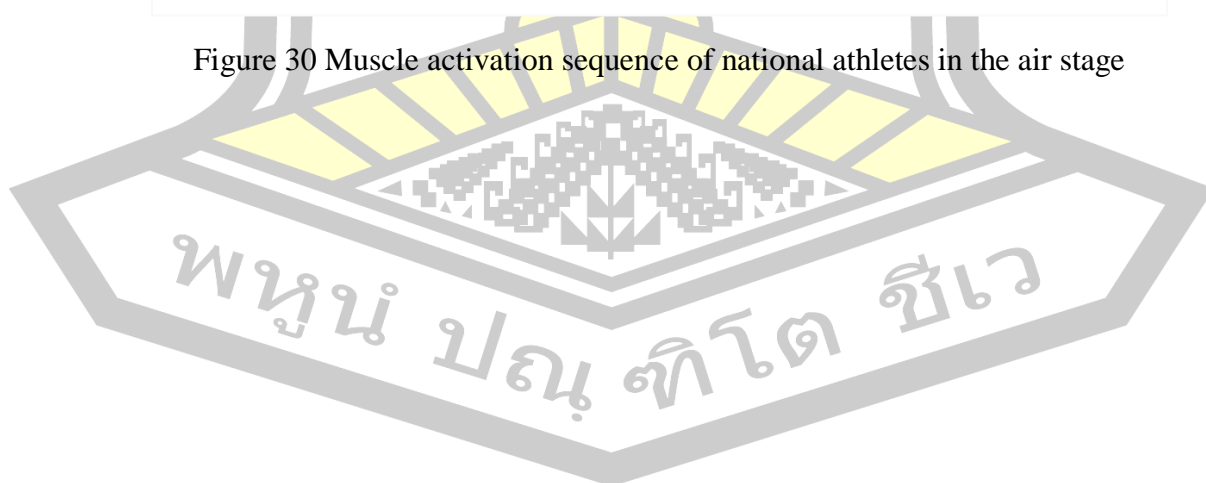 Figure 30 Muscle activation sequence of national athletes in the air stage
พหูนํ ปณฺ ฑิโต ชีเว